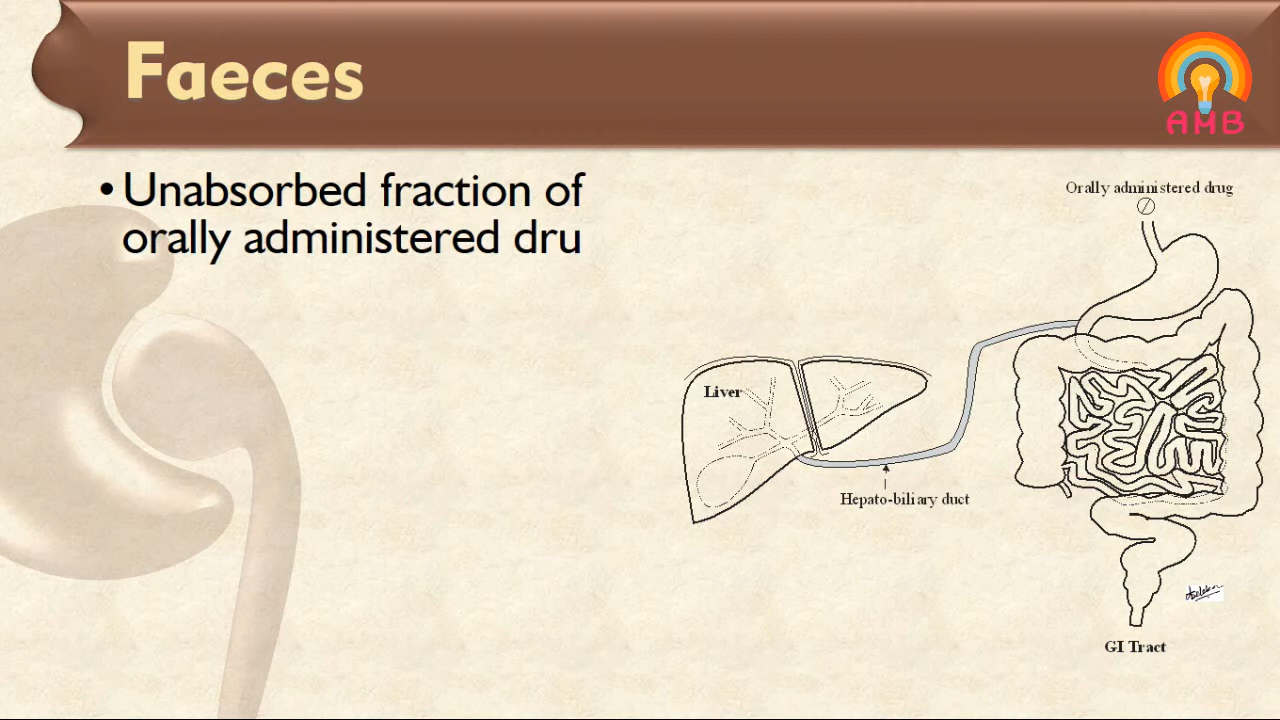 Faeces
AMB
• Unabsorbed fraction of
orally administered dru
Orally administered drug
Liver
Hepato-biliary duct
GI Tract